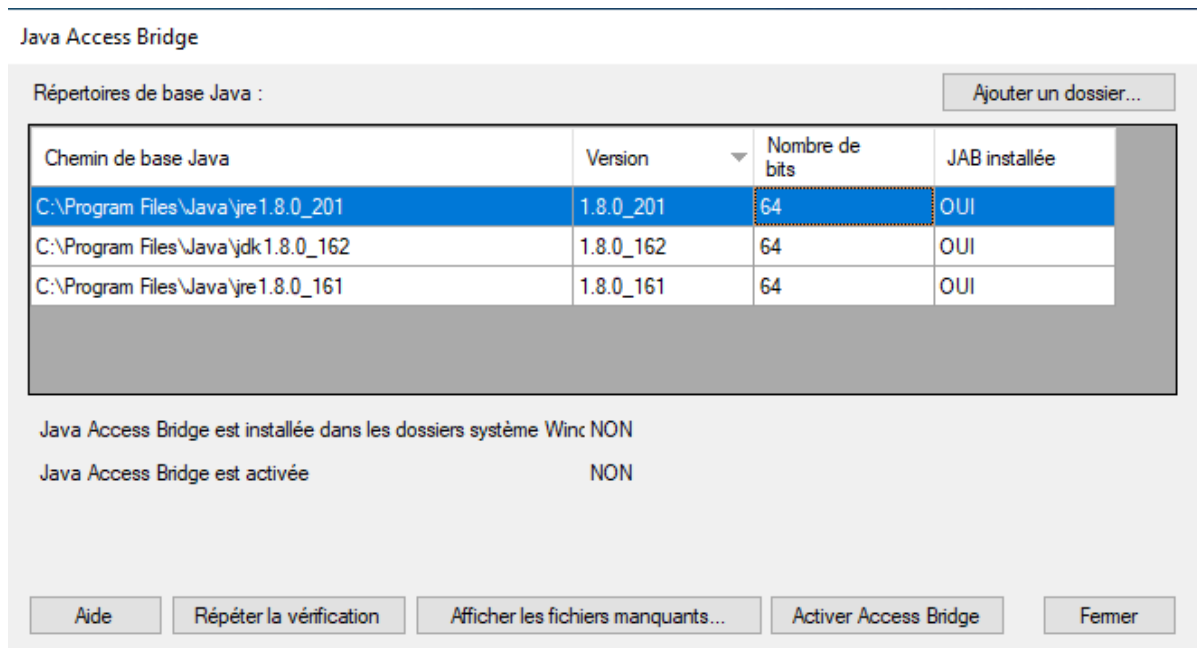 Java Access Bridge
Répertoires de base Java :
Ajouter un dossier...
Chemin de base Java
Version
Nombre de
bits
JAB installée
C:\Program Files\Java\jre1.8.0_201 1.8.0_201 64 OUI
C:\Program Files\Java\jdk1.8.0_162 1.8.0_162 64 OUI
C:\Program Files\Java\jre1.8.0_161 1.8.0_161 64 OUI
Java Access Bridge est installée dans les dossiers système Winc NON
Java Access Bridge est activée NON
Aide Répéter la vérification Afficher les fichiers manquants... Activer Access Bridge Fermer